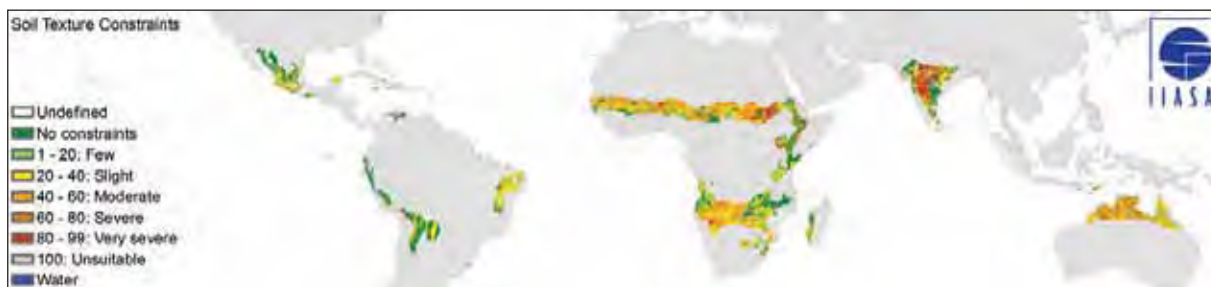 Soil Texture Constraints
Undefined
No constraints
1 - 20: Few
20 - 40: Slight
40 - 60: Moderate
60 - 80: Severe
80 - 99: Very severe
100: Unsuitable
Water
IIASA